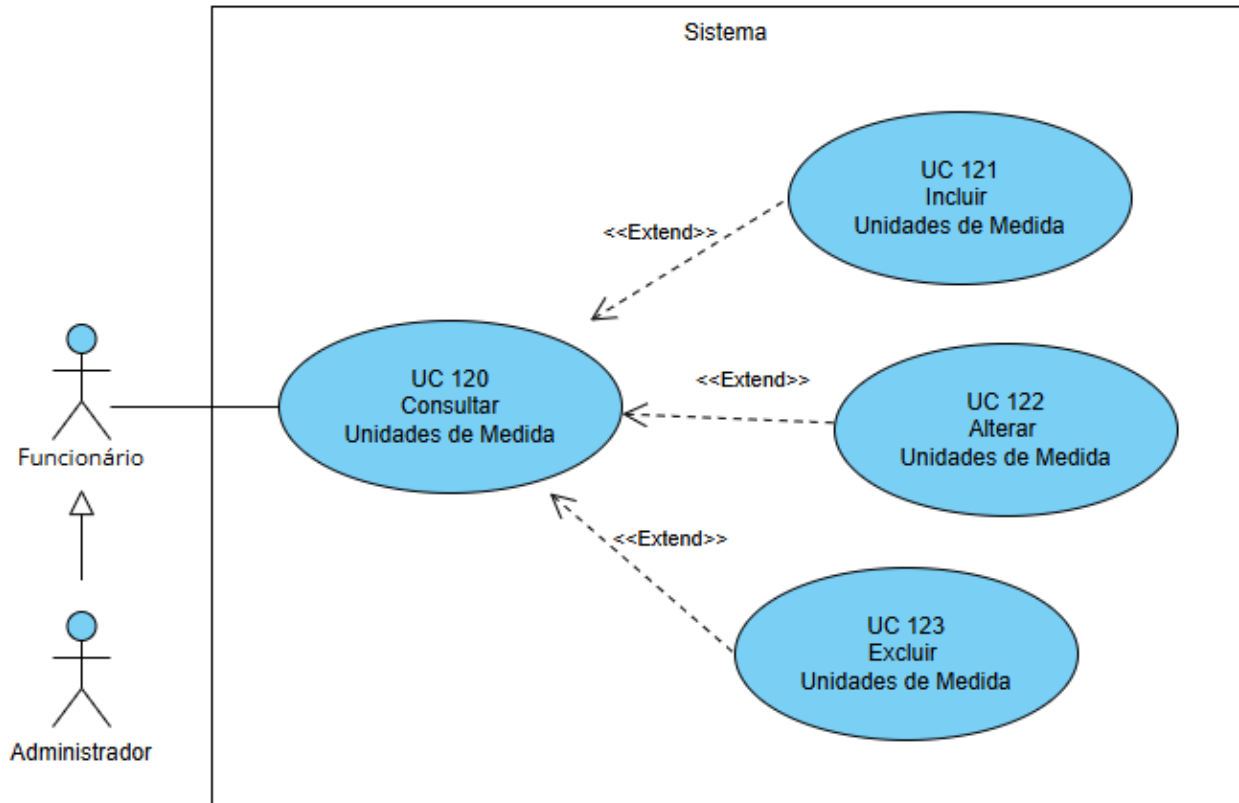 Sistema
UC 121
Incluir
Unidades de Medida
<<Extend>>
UC 120
Consultar
Unidades de Medida
<<Extend>>
UC 122
Alterar
Unidades de Medida
Funcionário
<<Extend>>
UC 123
Excluir
Unidades de Medida
Administrador